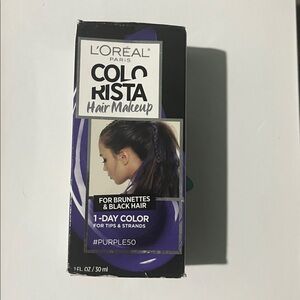 L'ORÉAL
PARIS
COLO
RISTA
Hair Makeup
FOR BRUNETTES
& BLACK HAIR
1-DAY COLOR
FOR TIPS & STRANDS
#PURPLE50
1 FL OZ / 30 ml